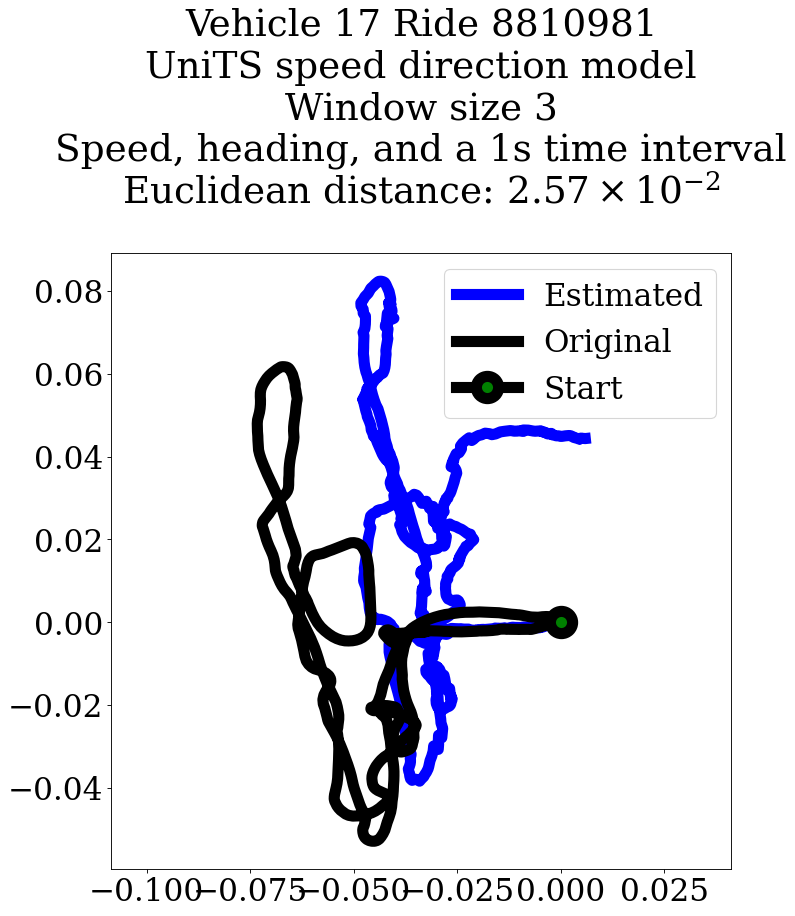 Vehicle 17 Ride 8810981
UniTS speed direction model
Window size 3
Speed, heading, and a 1s time interval
Euclidean distance: 2.57 × 10⁻²
Estimated
Original
Start
0.08
0.06
0.04
0.02
0.00
−0.02
−0.04
−0.100 −0.075 −0.050 −0.025 0.000 0.025